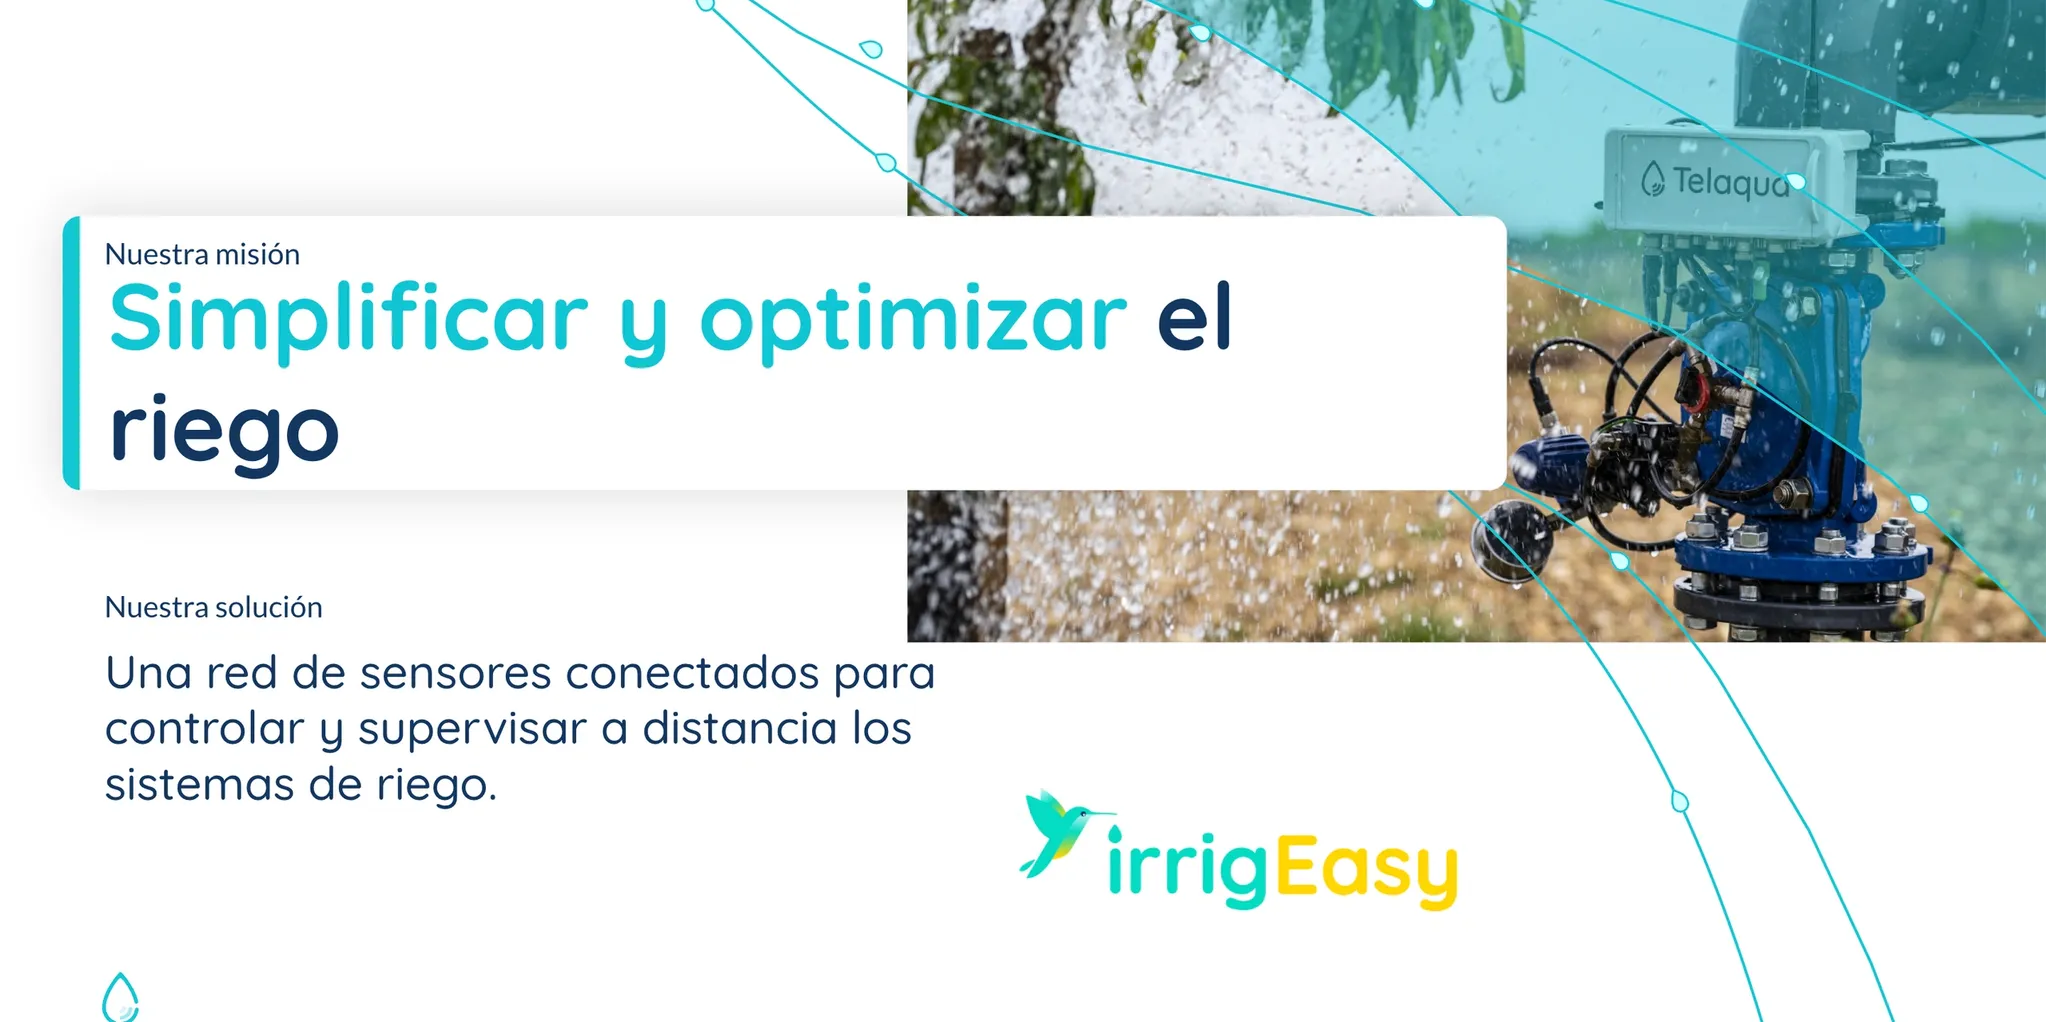 Telaqua
Nuestra misión
Simplificar y optimizar el
riego
Nuestra solución
Una red de sensores conectados para
controlar y supervisar a distancia los
sistemas de riego.
irrigEasy